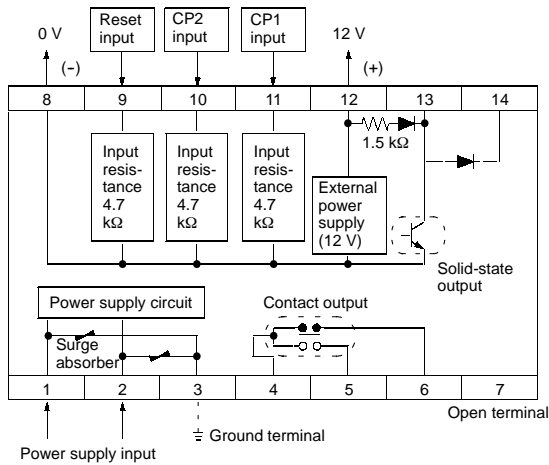 0 V
Reset
input
CP2
input
CP1
input
12 V
(−)
(+)
8 9 10 11 12 13 14
1.5 kΩ
Input
resis-
tance
4.7
kΩ
Input
resis-
tance
4.7
kΩ
Input
resis-
tance
4.7
kΩ
External
power
supply
(12 V)
Solid-state
output
Power supply circuit
Contact output
Surge
absorber
1 2 3 4 5 6 7
Open terminal
Ground terminal
Power supply input